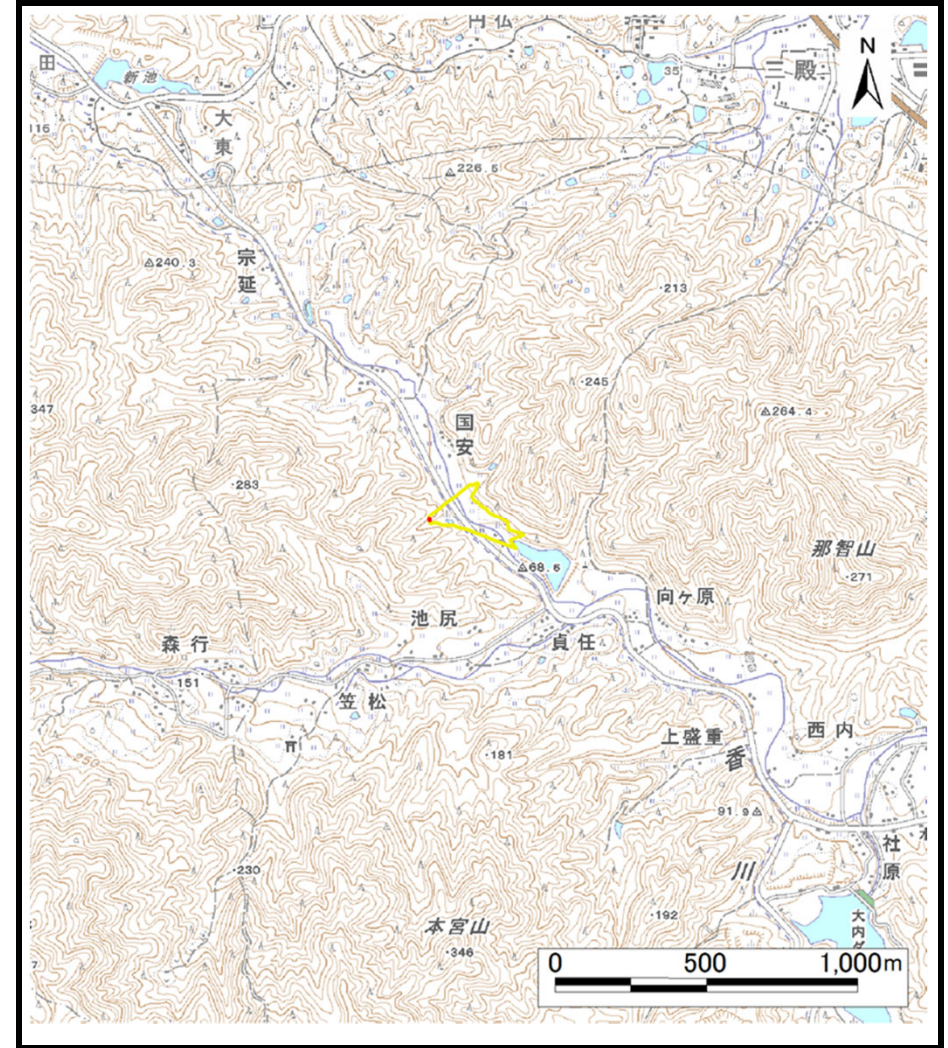 円仏
田
新池
35
三殿
N
116
大東
226.5
240.3
宗延
213
245
347
国安
264.4
283
那智山
271
68.5
向ヶ原
池尻
貞任
森行
151
笠松
西内
上盛重
香
181
91.9
社原
川
230
192
本宮山
346
大内ダ
0 500 1,000m